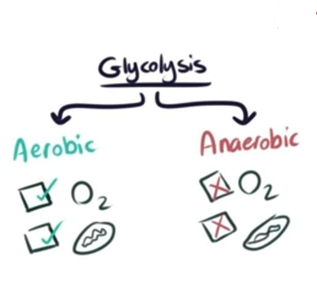 Glycolysis
Aerobic
Anaerobic
O₂
O₂